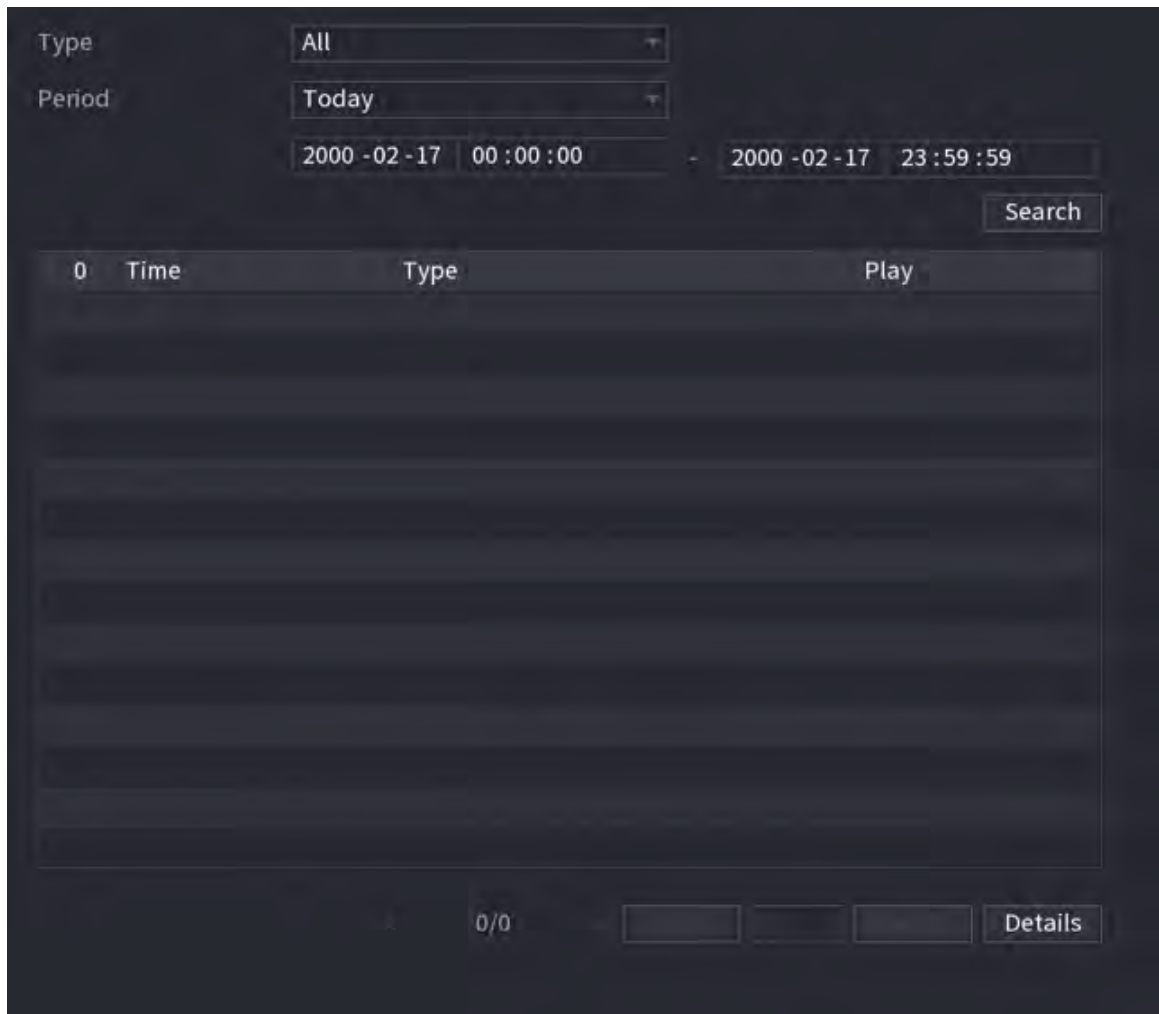 Type All
Period Today
2000 -02 -17 00 :00 :00 - 2000 -02 -17 23 :59 :59
Search
0 Time Type Play
0/0 Details